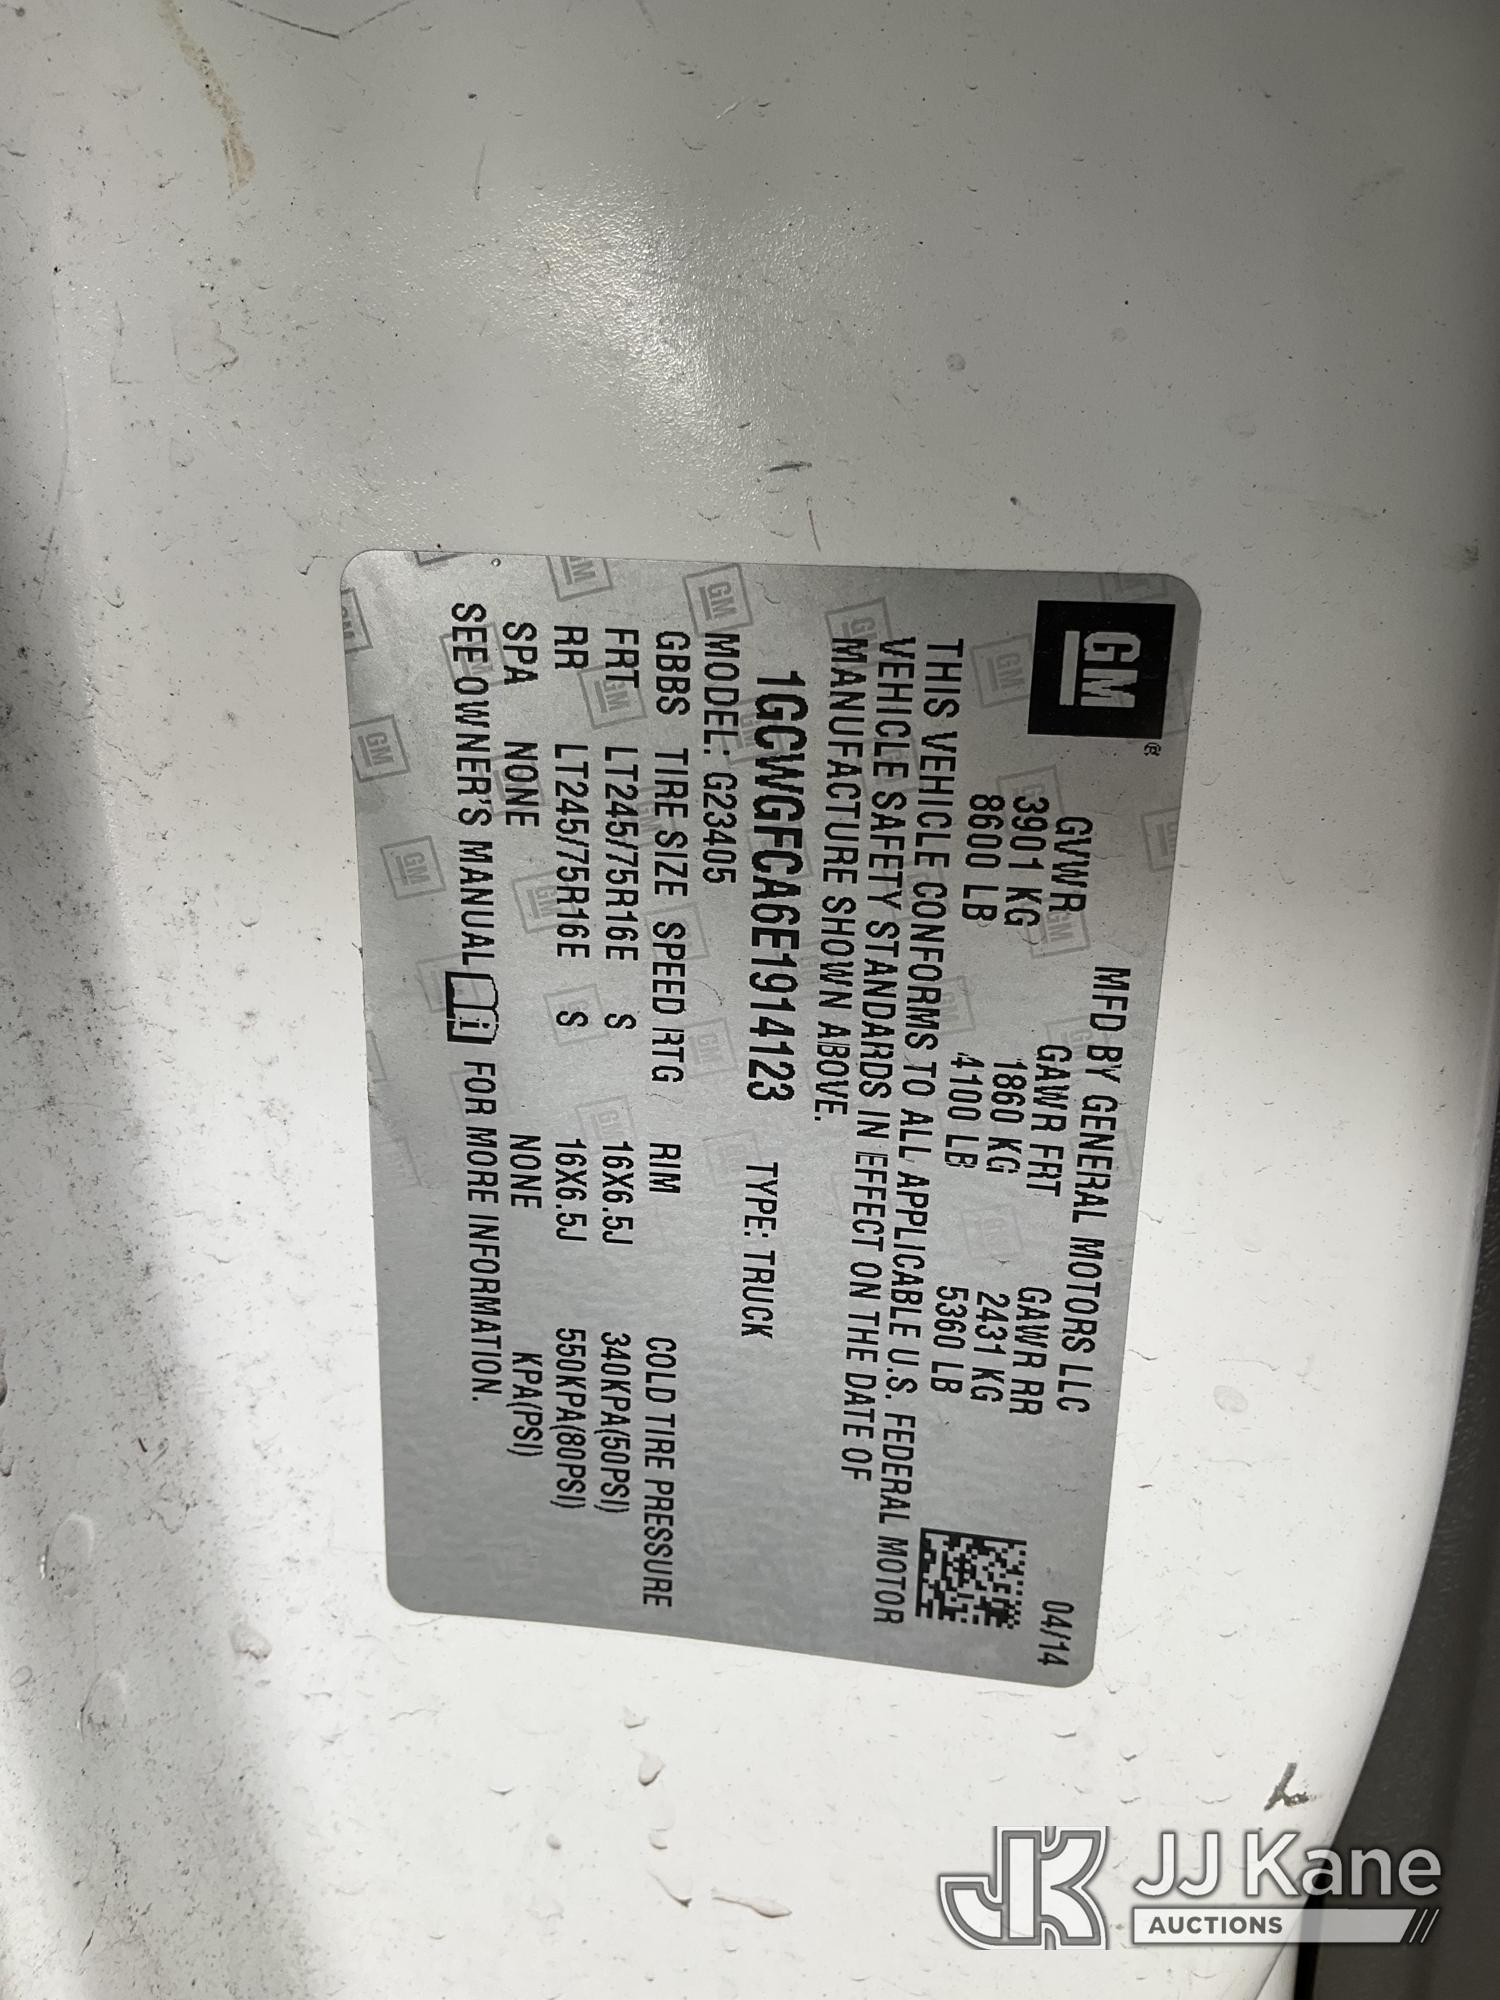 GM®
MFD BY GENERAL MOTORS LLC 04/14
GVWR GAWR FRT GAWR RR
3901 KG 1860 KG 2431 KG
8600 LB 4100 LB 5360 LB
THIS VEHICLE CONFORMS TO ALL APPLICABLE U.S. FEDERAL MOTOR
VEHICLE SAFETY STANDARDS IN EFFECT ON THE DATE OF
MANUFACTURE SHOWN ABOVE.
1GCWGFCA6E1914123 TYPE: TRUCK
MODEL: G23405
GBBS TIRE SIZE SPEED RTG RIM COLD TIRE PRESSURE
FRT LT245/75R16E S 16X6.5J 340KPA(50PSI)
RR LT245/75R16E S 16X6.5J 550KPA(80PSI)
SPA NONE NONE KPA(PSI)
SEE OWNER'S MANUAL i FOR MORE INFORMATION.
JK JJ Kane
AUCTIONS